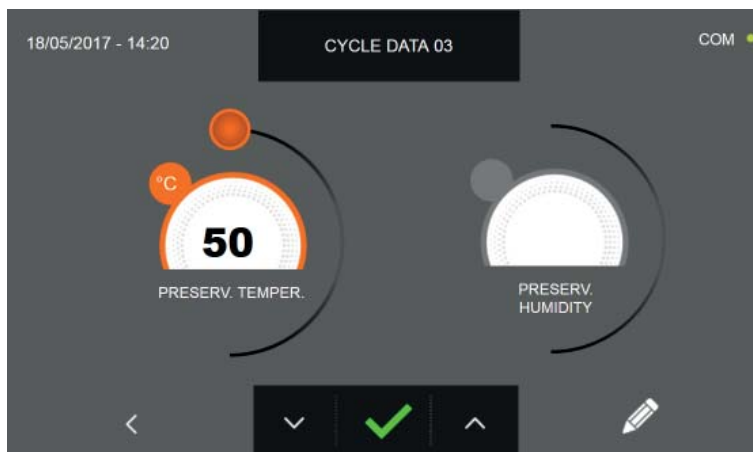 18/05/2017 - 14:20
CYCLE DATA 03
COM
°C
50
PRESERV. TEMPER.
PRESERV.
HUMIDITY